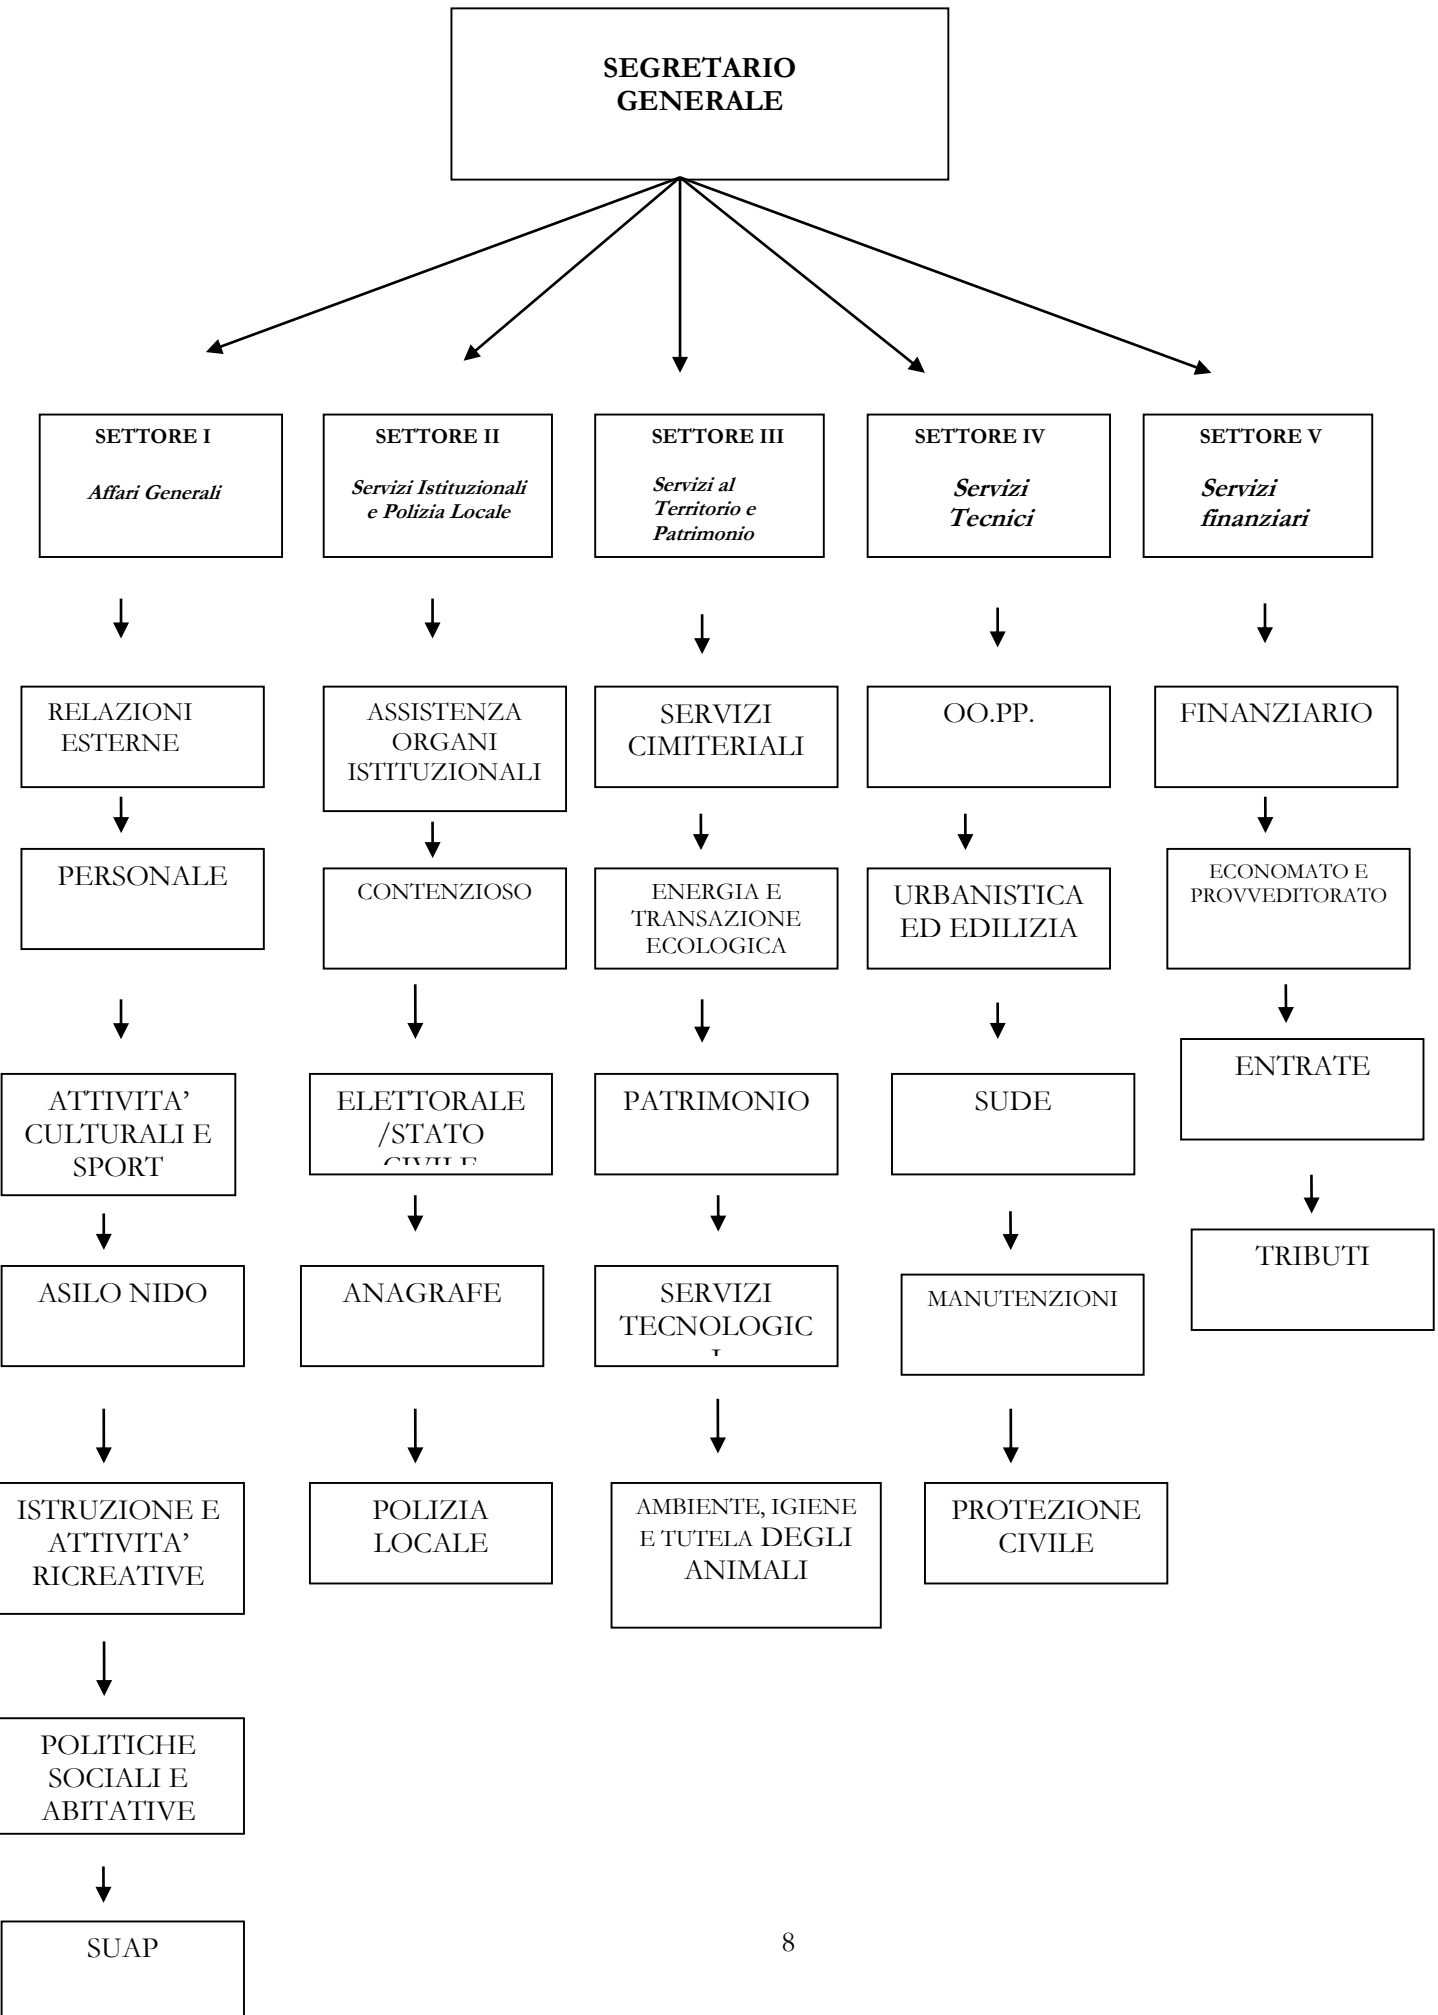 SEGRETARIO
GENERALE
SETTORE I
Affari Generali
SETTORE II
Servizi Istituzionali
e Polizia Locale
SETTORE III
Servizi al
Territorio e
Patrimonio
SETTORE IV
Servizi
Tecnici
SETTORE V
Servizi
finanziari
RELAZIONI
ESTERNE
ASSISTENZA
ORGANI
ISTITUZIONALI
SERVIZI
CIMITERIALI
OO.PP.
FINANZIARIO
PERSONALE
CONTENZIOSO
ENERGIA E
TRANSAZIONE
ECOLOGICA
URBANISTICA
ED EDILIZIA
ECONOMATO E
PROVVEDITORATO
ATTIVITA’
CULTURALI E
SPORT
ELETTORALE
/STATO
CIVILE
PATRIMONIO
SUDE
ENTRATE
ASILO NIDO
ANAGRAFE
SERVIZI
TECNOLOGIC
I
MANUTENZIONI
TRIBUTI
ISTRUZIONE E
ATTIVITA’
RICREATIVE
POLIZIA
LOCALE
AMBIENTE, IGIENE
E TUTELA DEGLI
ANIMALI
PROTEZIONE
CIVILE
POLITICHE
SOCIALI E
ABITATIVE
SUAP
8